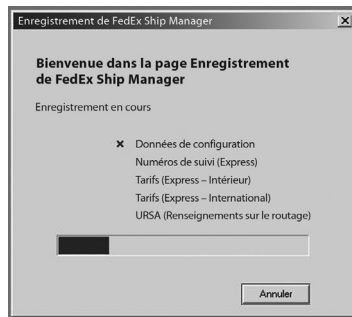 Enregistrement de FedEx Ship Manager
Bienvenue dans la page Enregistrement
de FedEx Ship Manager
Enregistrement en cours
× Données de configuration
Numéros de suivi (Express)
Tarifs (Express – Intérieur)
Tarifs (Express – International)
URSA (Renseignements sur le routage)
Annuler